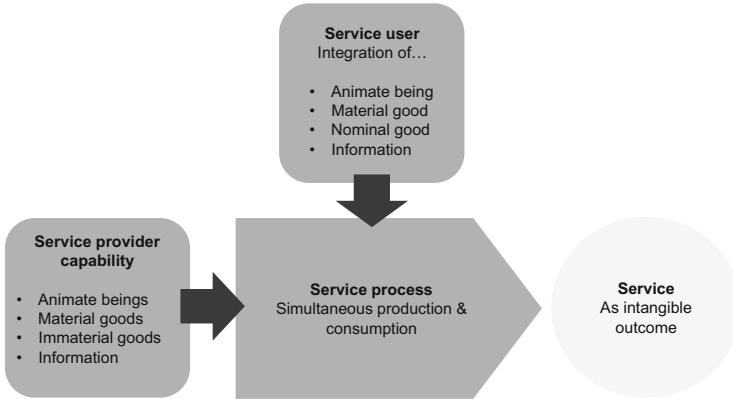 Service user
Integration of…
• Animate being
• Material good
• Nominal good
• Information
Service provider
capability
• Animate beings
• Material goods
• Immaterial goods
• Information
Service process
Simultaneous production &
consumption
Service
As intangible
outcome